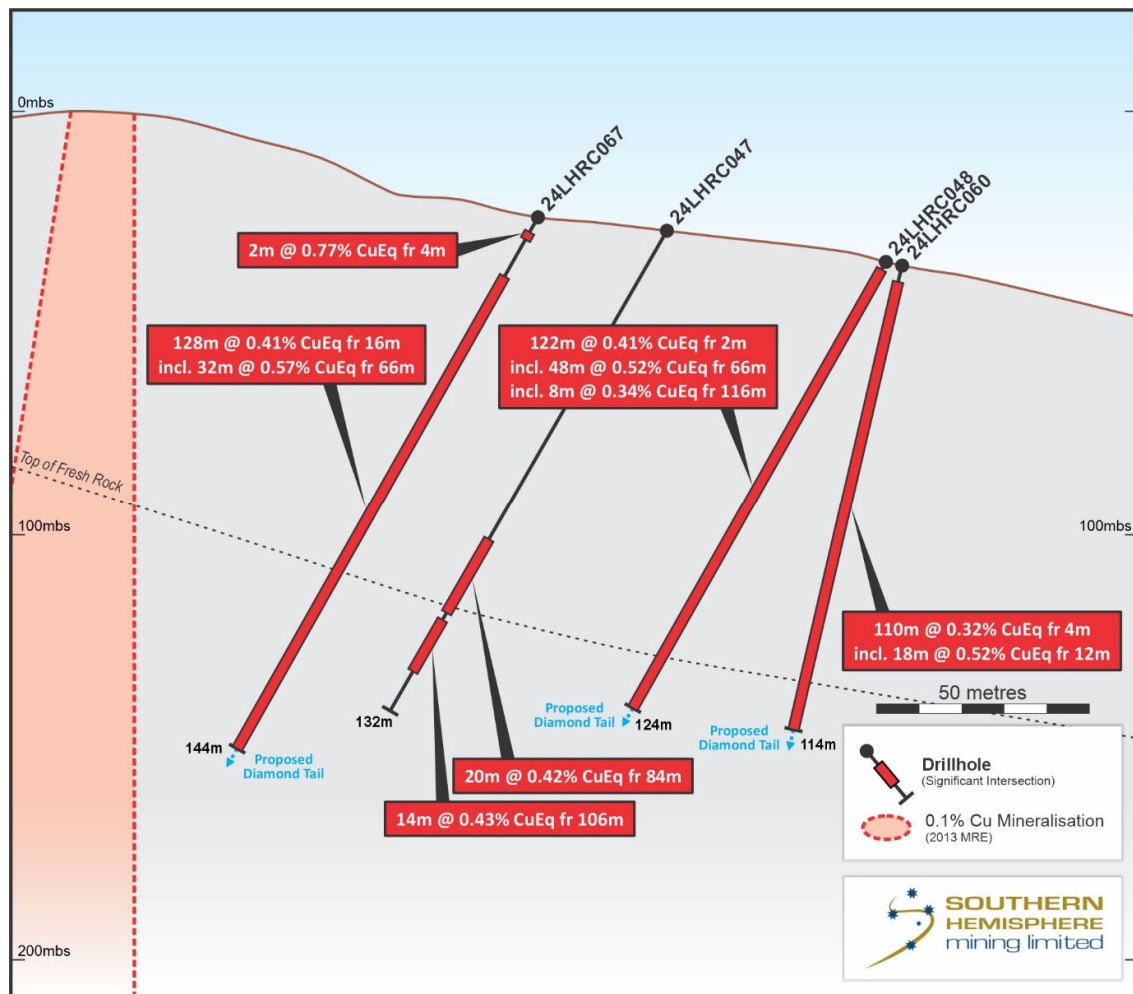 0mbs
24LHRC067
24LHRC047
24LHRC048
24LHRC060
2m @ 0.77% CuEq fr 4m
128m @ 0.41% CuEq fr 16m
incl. 32m @ 0.57% CuEq fr 66m
122m @ 0.41% CuEq fr 2m
incl. 48m @ 0.52% CuEq fr 66m
incl. 8m @ 0.34% CuEq fr 116m
Top of Fresh Rock
100mbs
100mbs
110m @ 0.32% CuEq fr 4m
incl. 18m @ 0.52% CuEq fr 12m
50 metres
132m
Proposed
Diamond Tail
124m
Proposed
Diamond Tail
114m
144m
Proposed
Diamond Tail
20m @ 0.42% CuEq fr 84m
14m @ 0.43% CuEq fr 106m
Drillhole
(Significant Intersection)
0.1% Cu Mineralisation
(2013 MRE)
SOUTHERN
HEMISPHERE
mining limited
200mbs